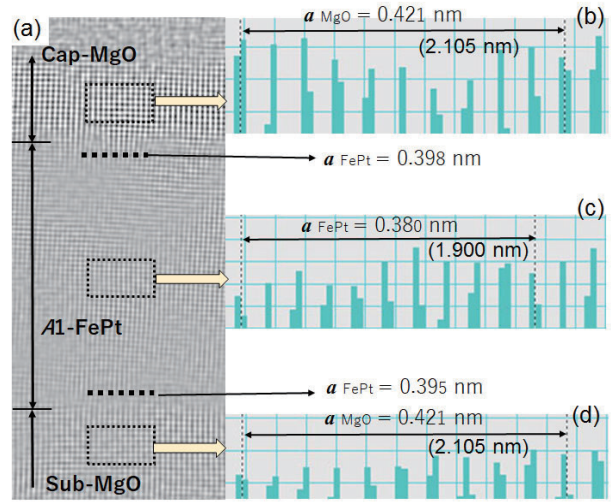 (a)
Cap-MgO
A1-FePt
Sub-MgO
a MgO = 0.421 nm
(b)
(2.105 nm)
a FePt = 0.398 nm
(c)
a FePt = 0.380 nm
(1.900 nm)
a FePt = 0.395 nm
a MgO = 0.421 nm
(d)
(2.105 nm)